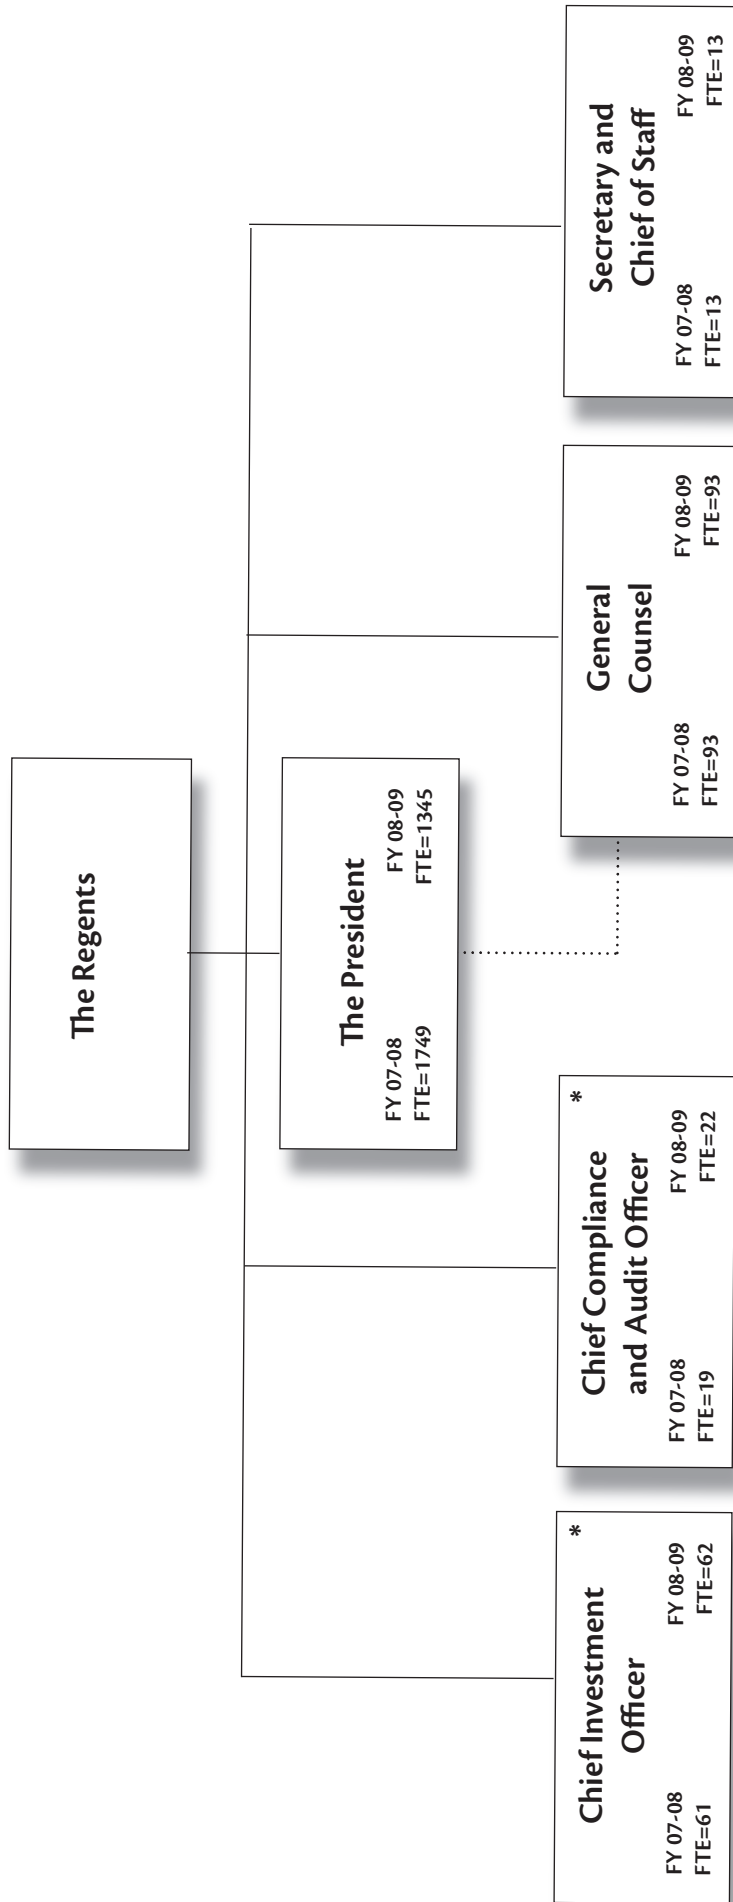 The Regents
The President
FY 07-08
FTE=1749
FY 08-09
FTE=1345
*
Chief Investment
Officer
FY 07-08
FTE=61
FY 08-09
FTE=62
*
Chief Compliance
and Audit Officer
FY 07-08
FTE=19
FY 08-09
FTE=22
General
Counsel
FY 07-08
FTE=93
FY 08-09
FTE=93
Secretary and
Chief of Staff
FY 07-08
FTE=13
FY 08-09
FTE=13